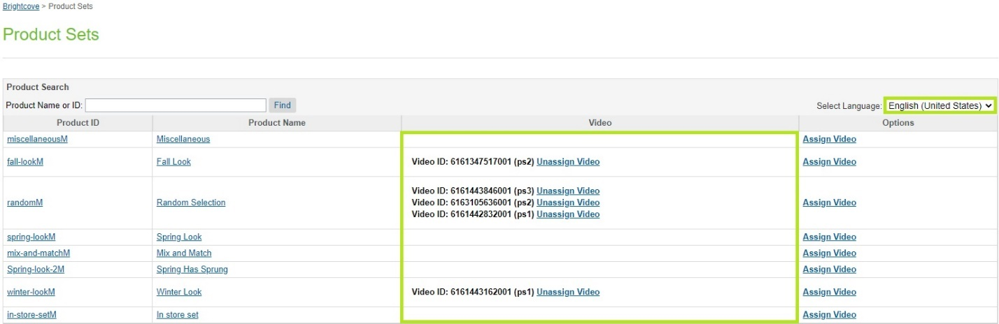 Brightcove > Product Sets
Product Sets
Product Search
Product Name or ID: Find Select Language: English (United States)
Product ID Product Name Video Options
miscellaneousM Miscellaneous Assign Video
fall-lookM Fall Look Video ID: 6161347517001 (ps2) Unassign Video Assign Video
Video ID: 6161443846001 (ps3) Unassign Video
randomM Random Selection Video ID: 6163105636001 (ps2) Unassign Video Assign Video
Video ID: 6161442832001 (ps1) Unassign Video
spring-lookM Spring Look Assign Video
mix-and-matchM Mix and Match Assign Video
Spring-look-2M Spring Has Sprung Assign Video
winter-lookM Winter Look Video ID: 6161443162001 (ps1) Unassign Video Assign Video
in-store-setM In store set Assign Video